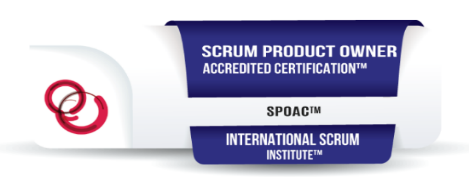 SCRUM PRODUCT OWNER
ACCREDITED CERTIFICATION™
SPOAC™
INTERNATIONAL SCRUM
INSTITUTE™